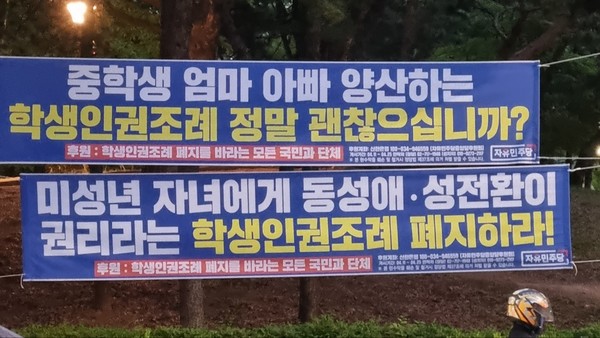 중학생 엄마 아빠 양산하는
학생인권조례 정말 괜찮으십니까?
후원 : 학생인권조례 폐지를 바라는 모든 국민과 단체
자유민주당
미성년 자녀에게 동성애·성전환이
권리라는 학생인권조례 폐지하라!
후원 : 학생인권조례 폐지를 바라는 모든 국민과 단체
자유민주당